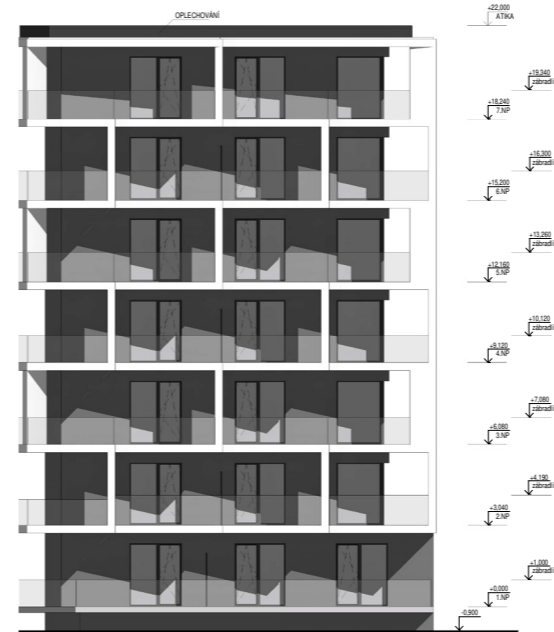 OPLECHOVÁNÍ
+22,000
ATIKA
+19,340
zábradlí
+18,240
7.NP
+16,300
zábradlí
+15,200
6.NP
+13,260
zábradlí
+12,160
5.NP
+10,120
zábradlí
+9,120
4.NP
+7,080
zábradlí
+6,080
3.NP
+4,190
zábradlí
+3,040
2.NP
+1,000
zábradlí
+0,000
1.NP
-0,900